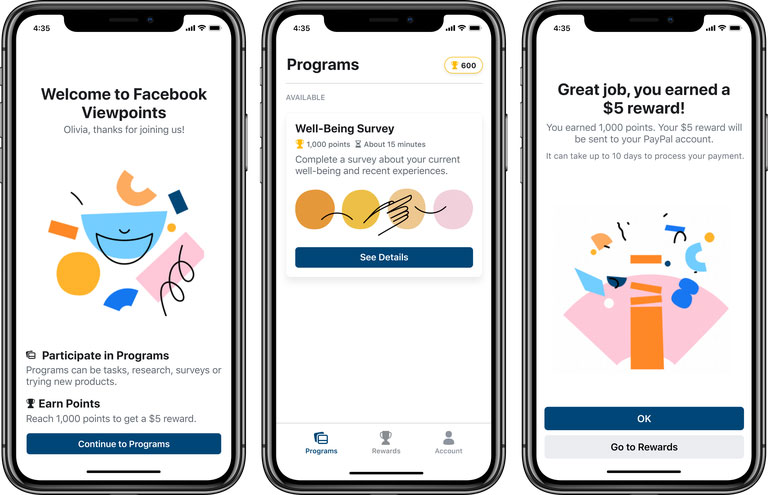 4:35
Welcome to Facebook
Viewpoints
Olivia, thanks for joining us!
Participate in Programs
Programs can be tasks, research, surveys or
trying new products.
Earn Points
Reach 1,000 points to get a $5 reward.
Continue to Programs
4:35
Programs
600
AVAILABLE
Well-Being Survey
1,000 points About 15 minutes
Complete a survey about your current
well-being and recent experiences.
See Details
Programs Rewards Account
4:35
Great job, you earned a
$5 reward!
You earned 1,000 points. Your $5 reward will
be sent to your PayPal account.
It can take up to 10 days to process your payment.
OK
Go to Rewards